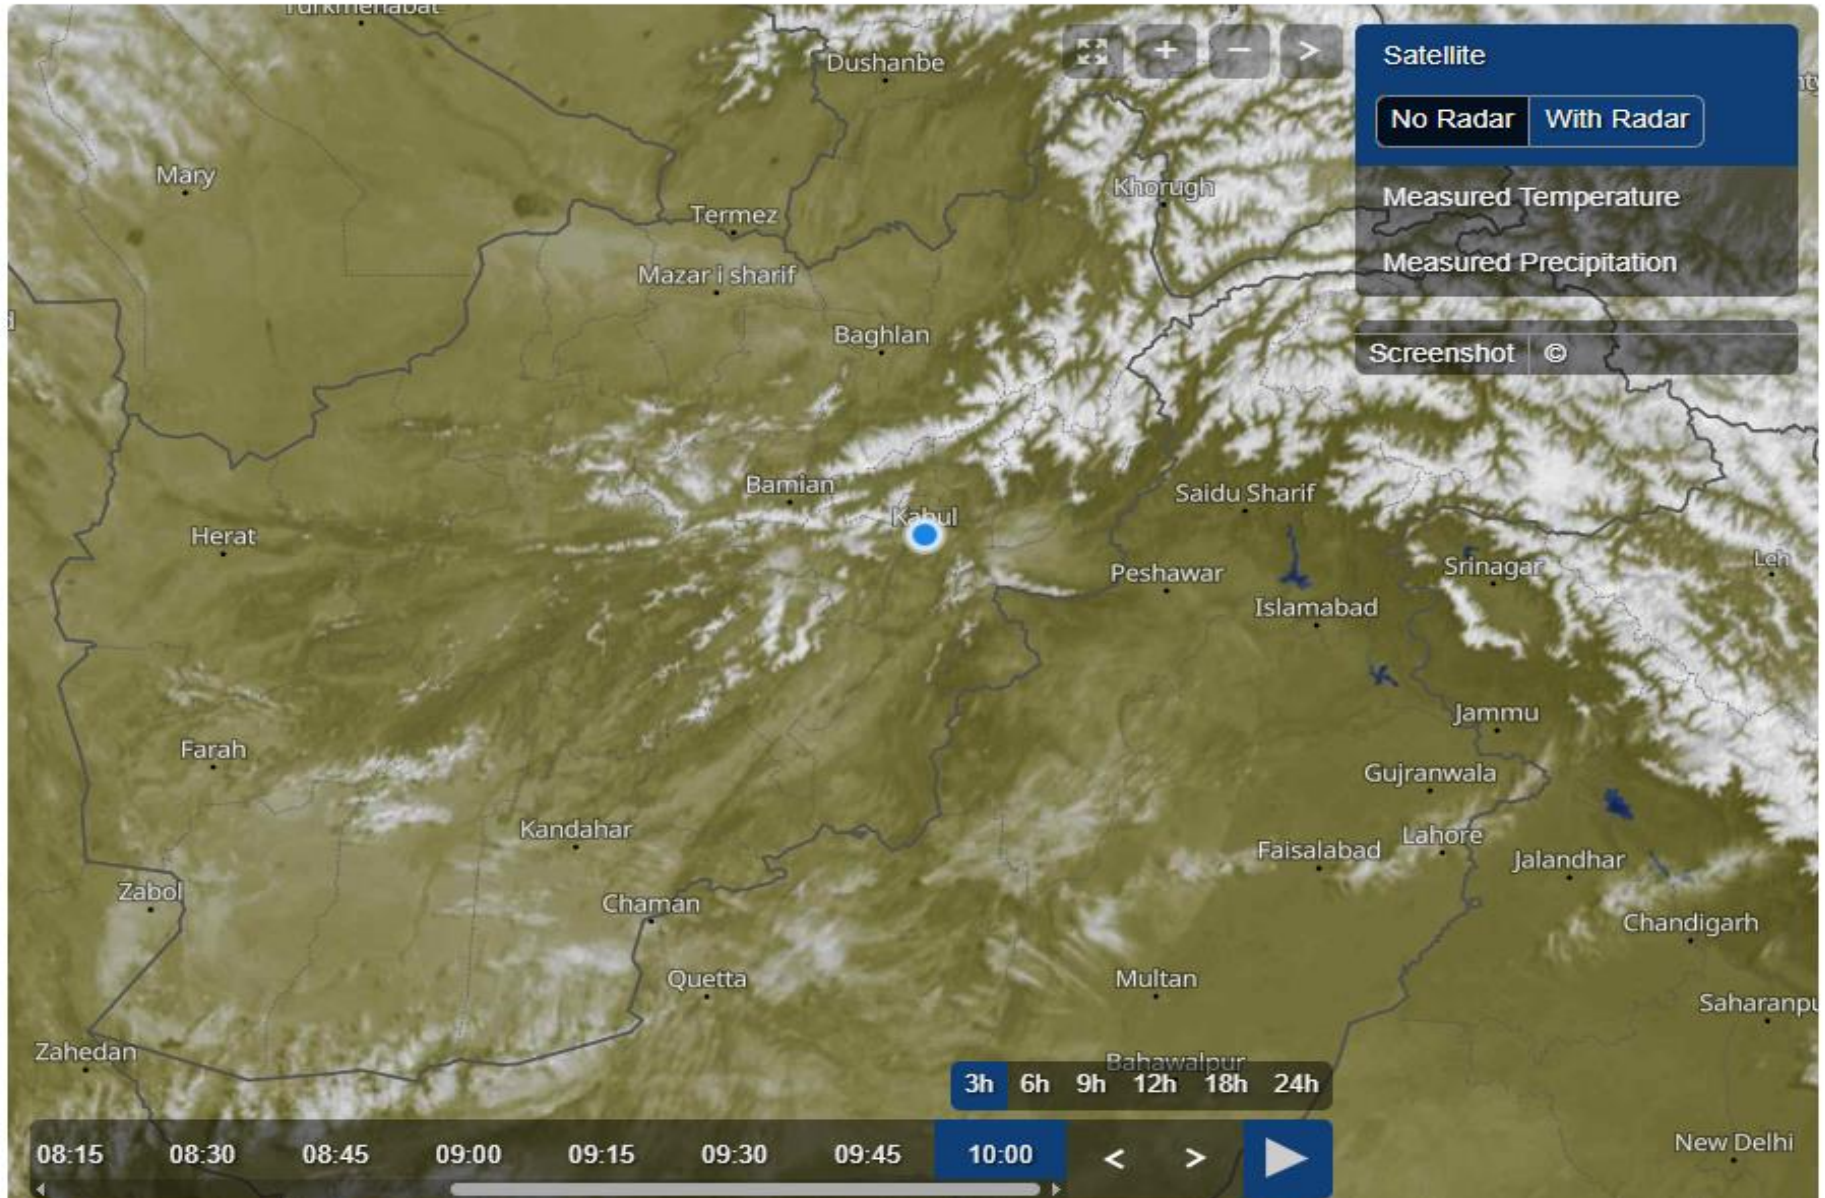 Turkmenabat
Dushanbe
Satellite
No Radar With Radar
Mary
Khorugh
Measured Temperature
Termez
Measured Precipitation
Mazar i sharif
Baghlan
Screenshot ©
Bamian
Saidu Sharif
Kabul
Herat
Leh
Srinagar
Peshawar
Islamabad
Jammu
Farah
Gujranwala
Kandahar
Lahore
Faisalabad
Jalandhar
Zabol
Chaman
Chandigarh
Quetta
Multan
Saharanpu
Zahedan
Bahawalpur
3h 6h 9h 12h 18h 24h
New Delhi
08:15 08:30 08:45 09:00 09:15 09:30 09:45 10:00 < >